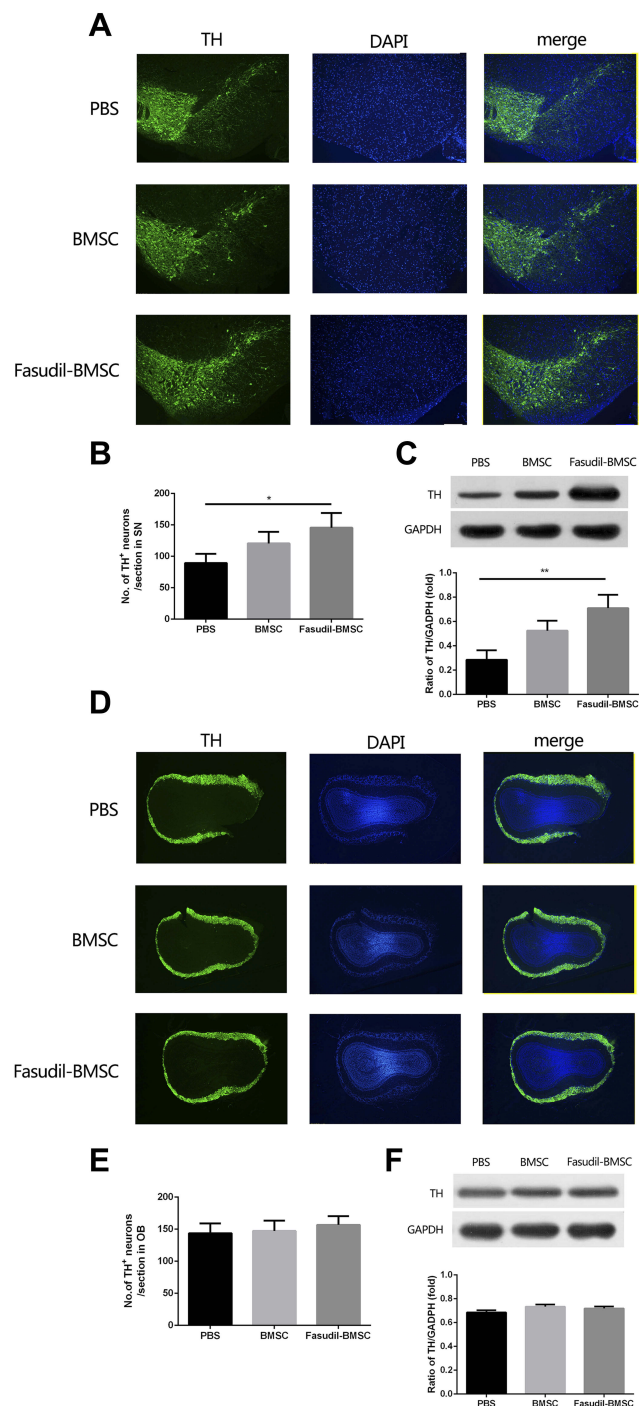 A
TH DAPI merge
PBS
BMSC
Fasudil-BMSC
B
No. of TH+ neurons
/section in SN
200
150
100
50
0
*
PBS BMSC Fasudil-BMSC
C
PBS BMSC Fasudil-BMSC
TH
GAPDH
Ratio of TH/GADPH (fold)
1.0
0.8
0.6
0.4
0.2
0.0
**
PBS BMSC Fasudil-BMSC
D
TH DAPI merge
PBS
BMSC
Fasudil-BMSC
E
No.of TH+ neurons
/section in OB
200
150
100
50
0
PBS BMSC Fasudil-BMSC
F
PBS BMSC Fasudil-BMSC
TH
GAPDH
Ratio of TH/GADPH (fold)
1.0
0.8
0.6
0.4
0.2
0.0
PBS BMSC Fasudil-BMSC